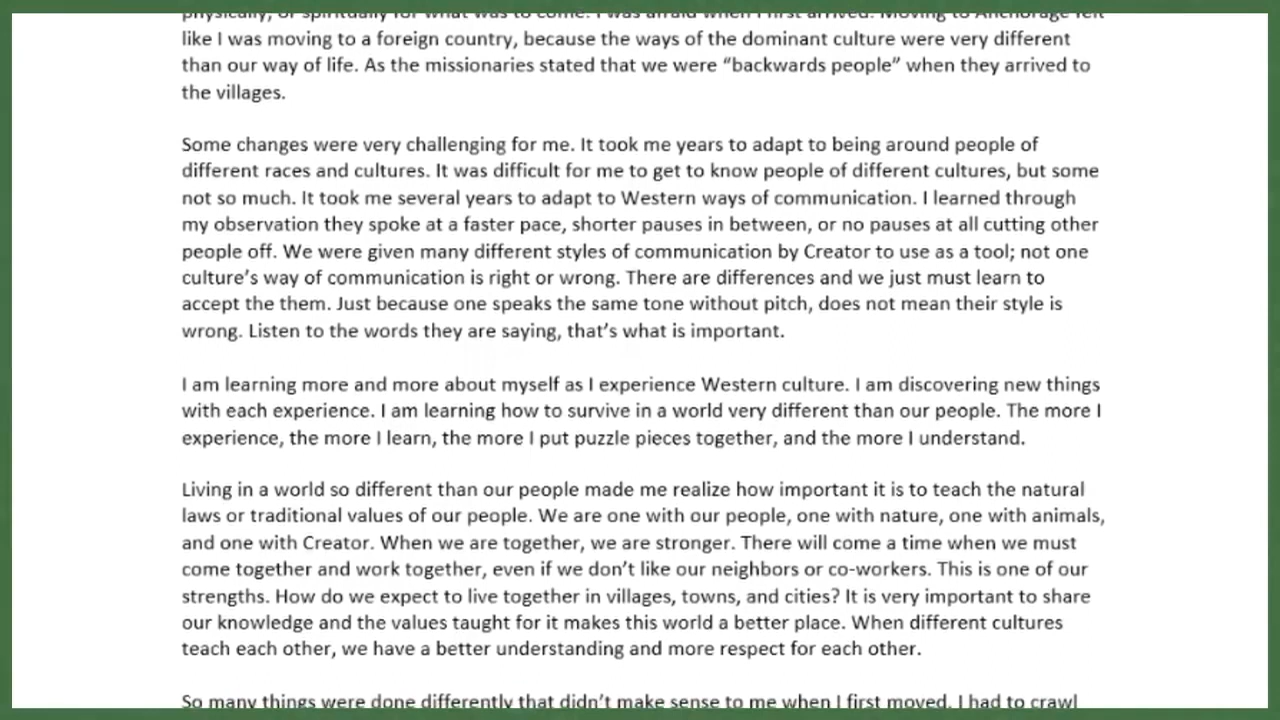 physically, or spiritually for what was to come. I was afraid when I first arrived. Moving to Anchorage felt
like I was moving to a foreign country, because the ways of the dominant culture were very different
than our way of life. As the missionaries stated that we were “backwards people” when they arrived to
the villages.
Some changes were very challenging for me. It took me years to adapt to being around people of
different races and cultures. It was difficult for me to get to know people of different cultures, but some
not so much. It took me several years to adapt to Western ways of communication. I learned through
my observation they spoke at a faster pace, shorter pauses in between, or no pauses at all cutting other
people off. We were given many different styles of communication by Creator to use as a tool; not one
culture’s way of communication is right or wrong. There are differences and we just must learn to
accept the them. Just because one speaks the same tone without pitch, does not mean their style is
wrong. Listen to the words they are saying, that’s what is important.
I am learning more and more about myself as I experience Western culture. I am discovering new things
with each experience. I am learning how to survive in a world very different than our people. The more I
experience, the more I learn, the more I put puzzle pieces together, and the more I understand.
Living in a world so different than our people made me realize how important it is to teach the natural
laws or traditional values of our people. We are one with our people, one with nature, one with animals,
and one with Creator. When we are together, we are stronger. There will come a time when we must
come together and work together, even if we don’t like our neighbors or co-workers. This is one of our
strengths. How do we expect to live together in villages, towns, and cities? It is very important to share
our knowledge and the values taught for it makes this world a better place. When different cultures
teach each other, we have a better understanding and more respect for each other.
So many things were done differently that didn’t make sense to me when I first moved. I had to crawl